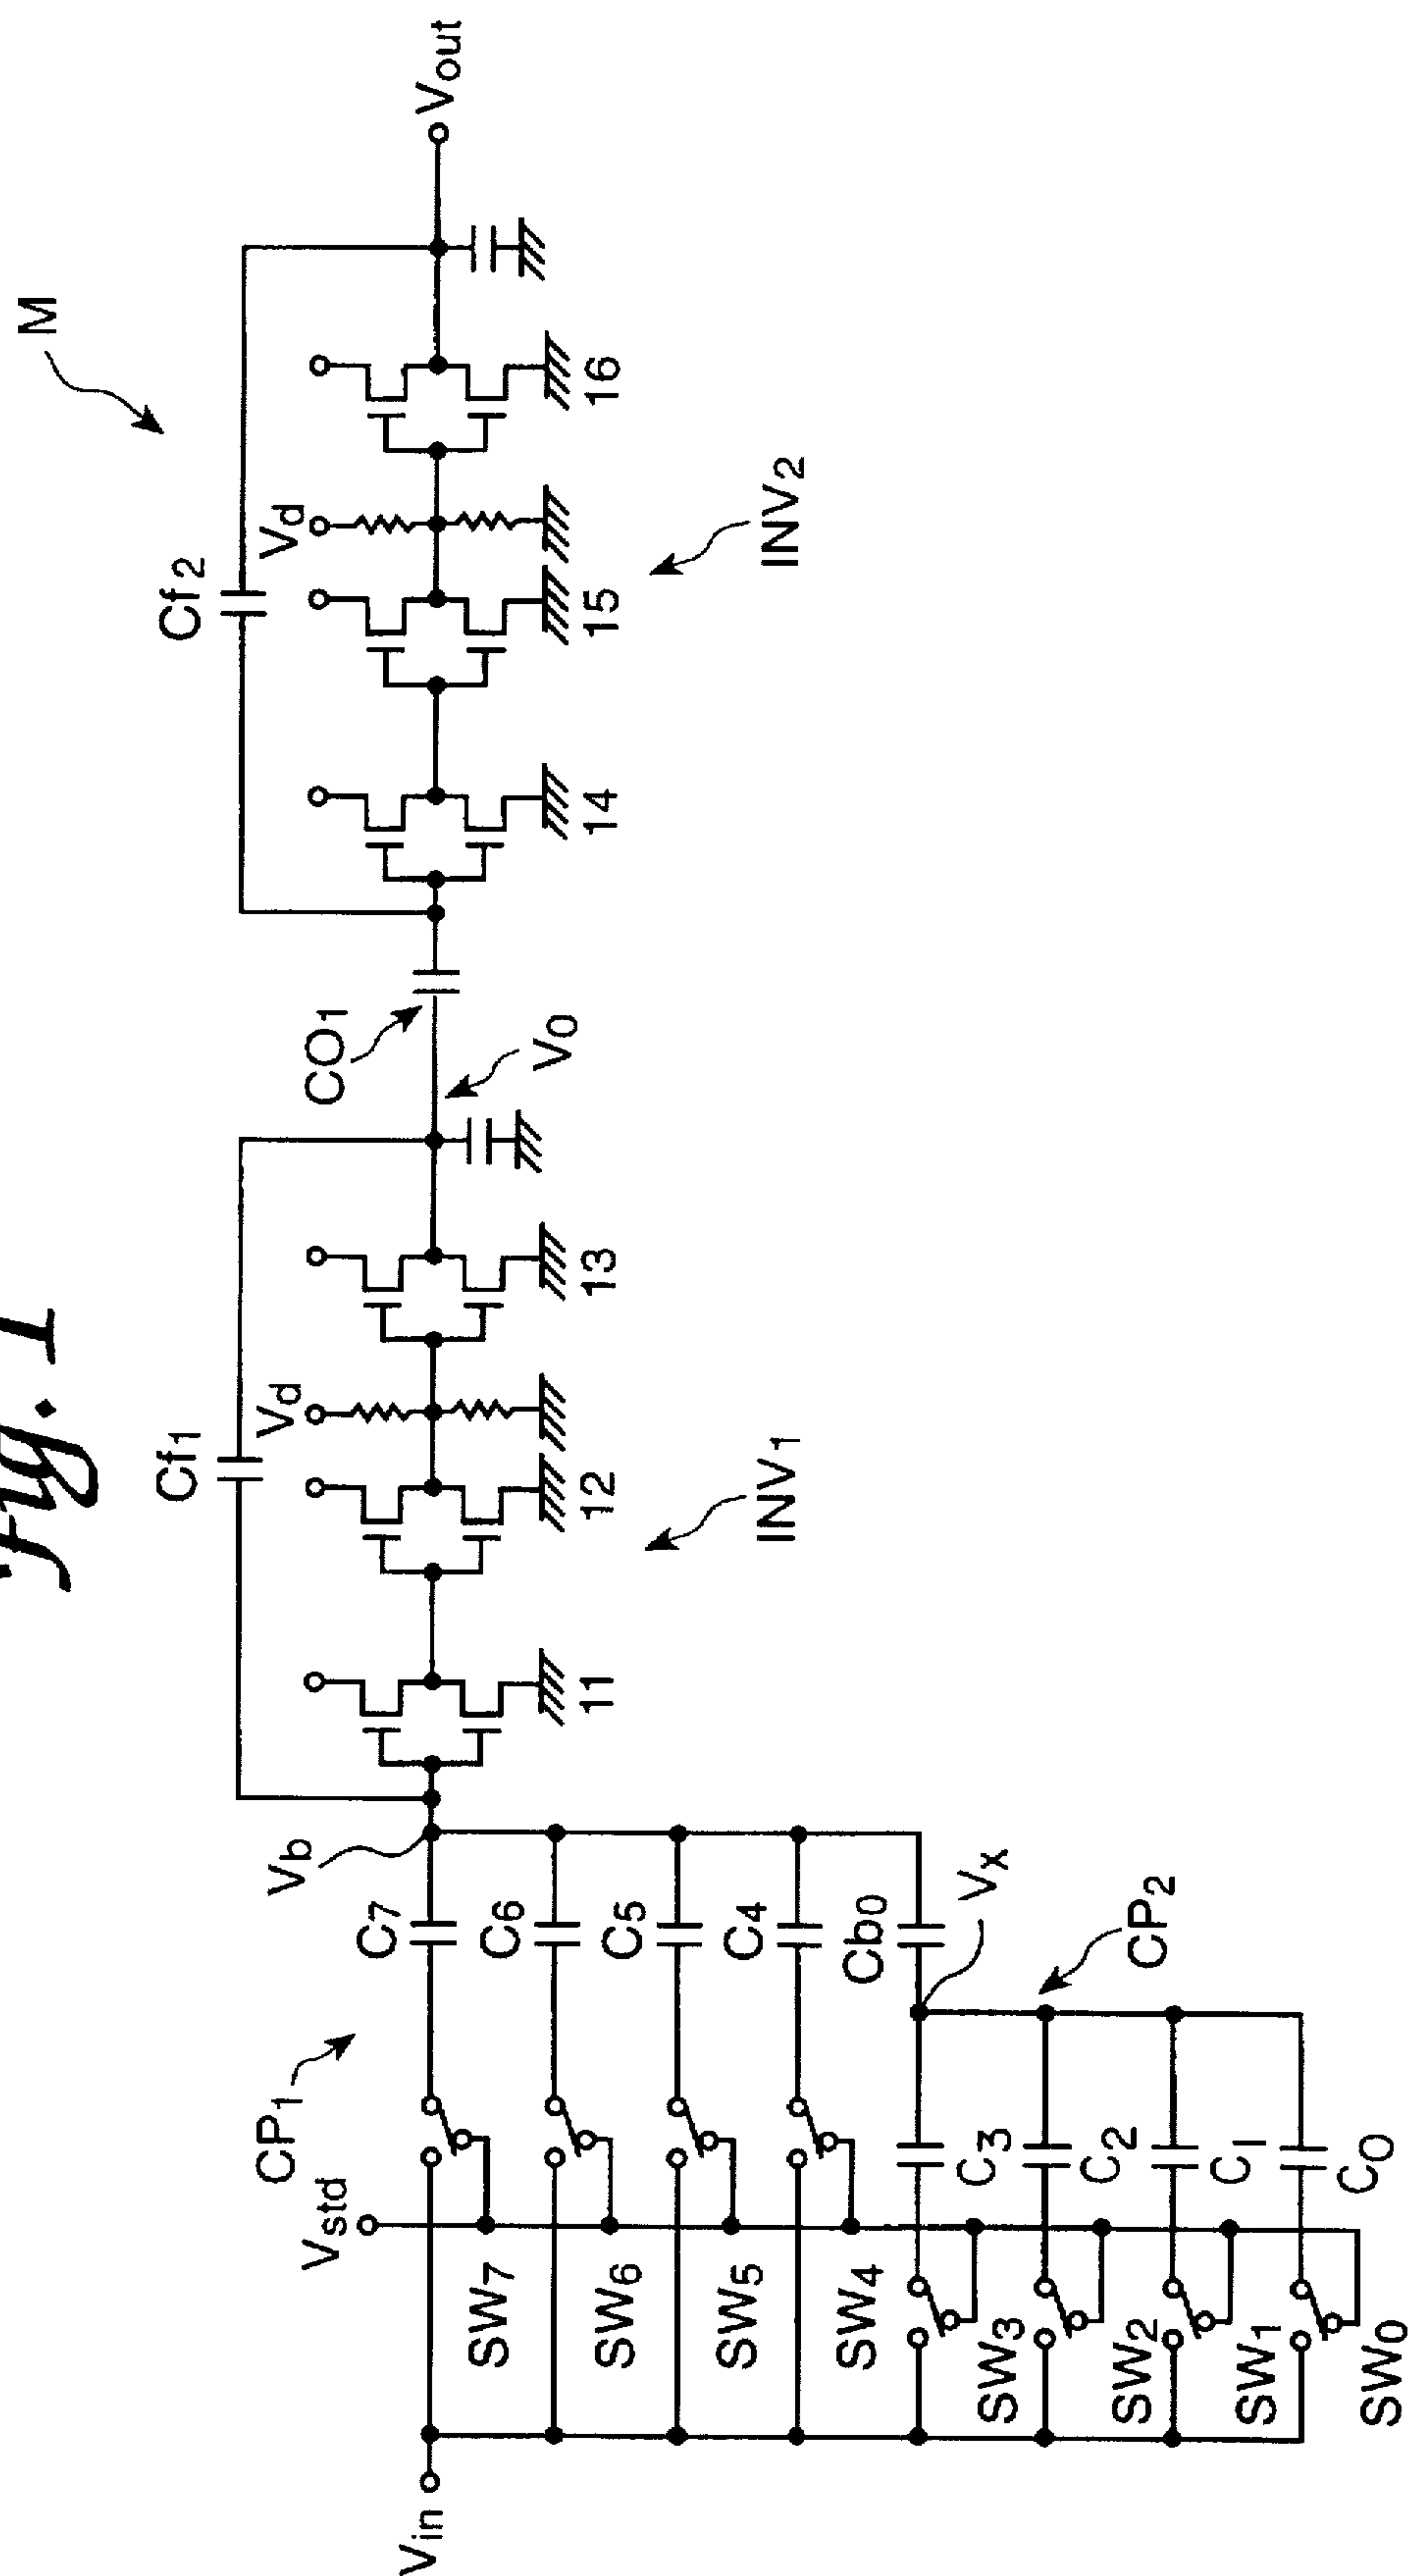 Fig. 1
M
Cf1
Cf2
Vd
Vd
Vout
CO1
V0
11
12
13
14
15
16
INV1
INV2
Vb
CP1
C7
C6
C5
C4
Cb0
Vx
CP2
Vstd
C3
C2
C1
C0
SW7
SW6
SW5
SW4
SW3
SW2
SW1
SW0
Vin